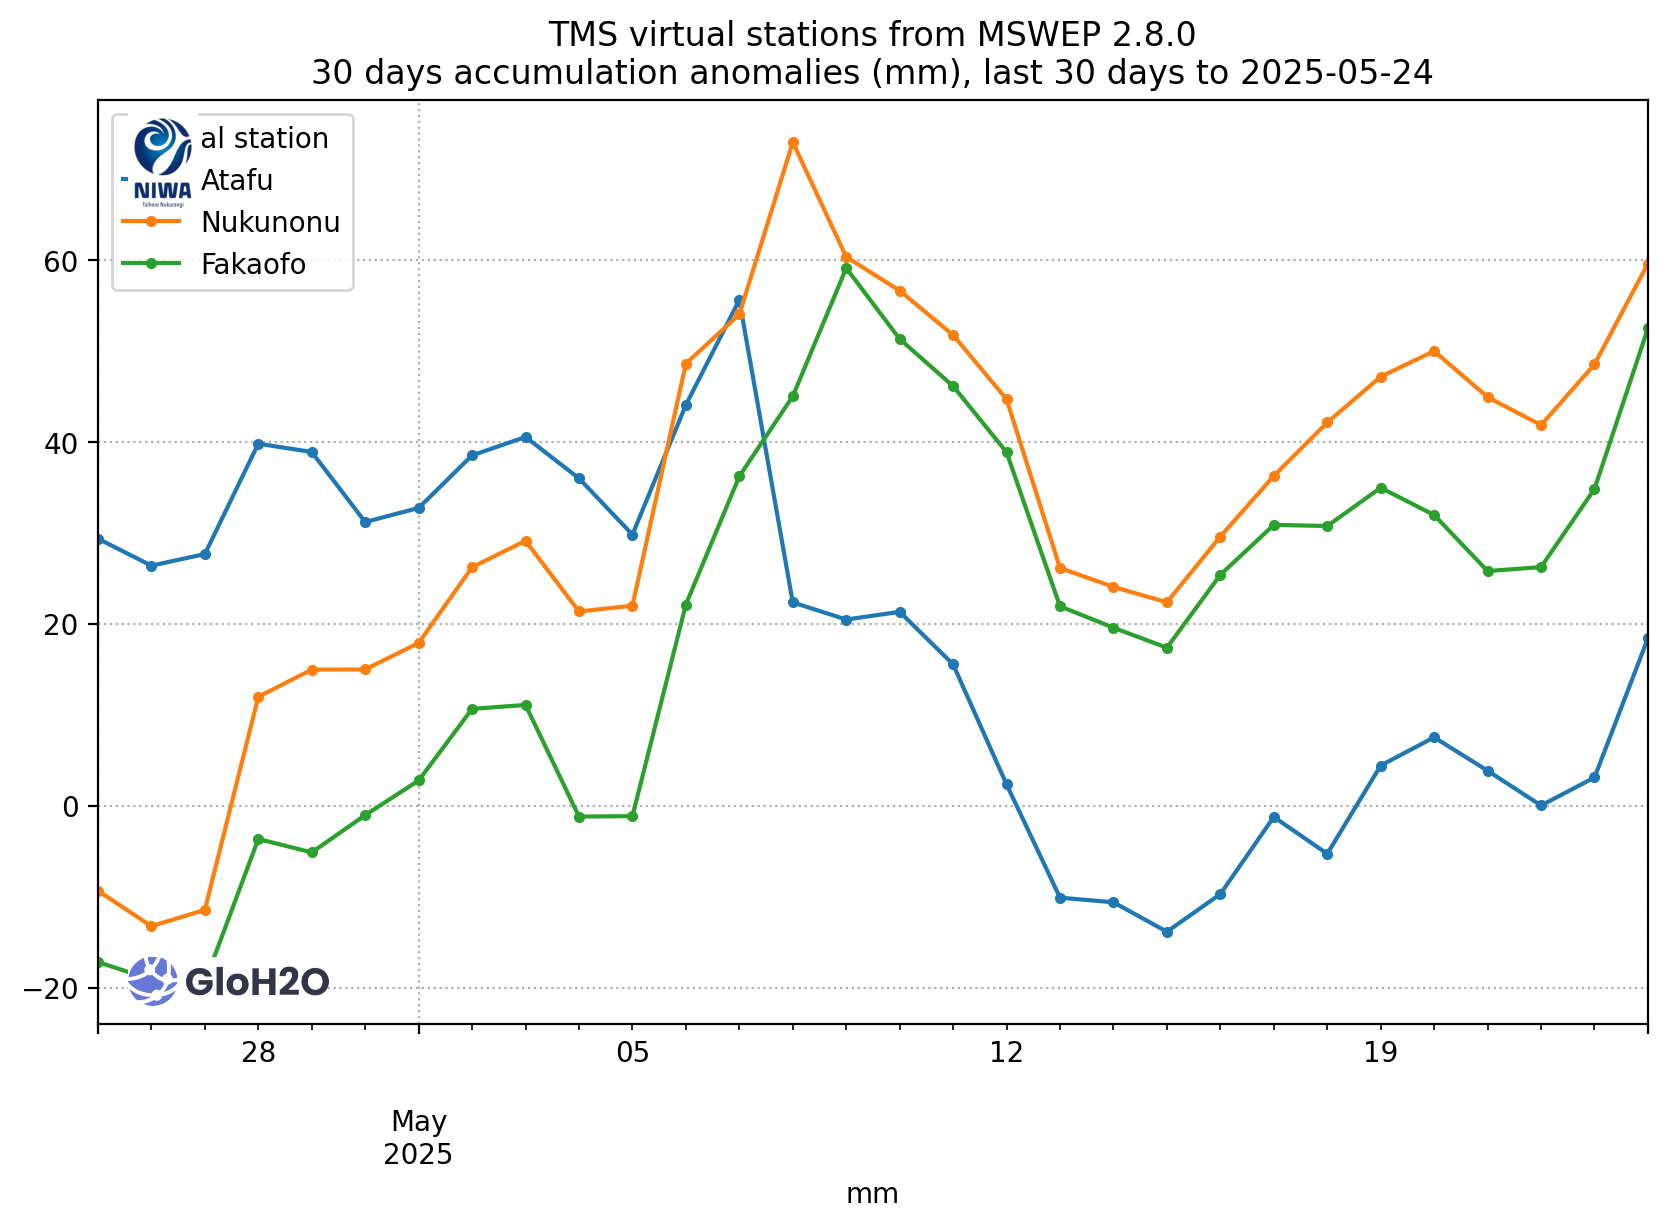 TMS virtual stations from MSWEP 2.8.0
30 days accumulation anomalies (mm), last 30 days to 2025-05-24
al station
NIWA
Taihoro Nukurangi
Atafu
Nukunonu
Fakaofo
60
40
20
0
−20
GloH2O
28
05
12
19
May
2025
mm